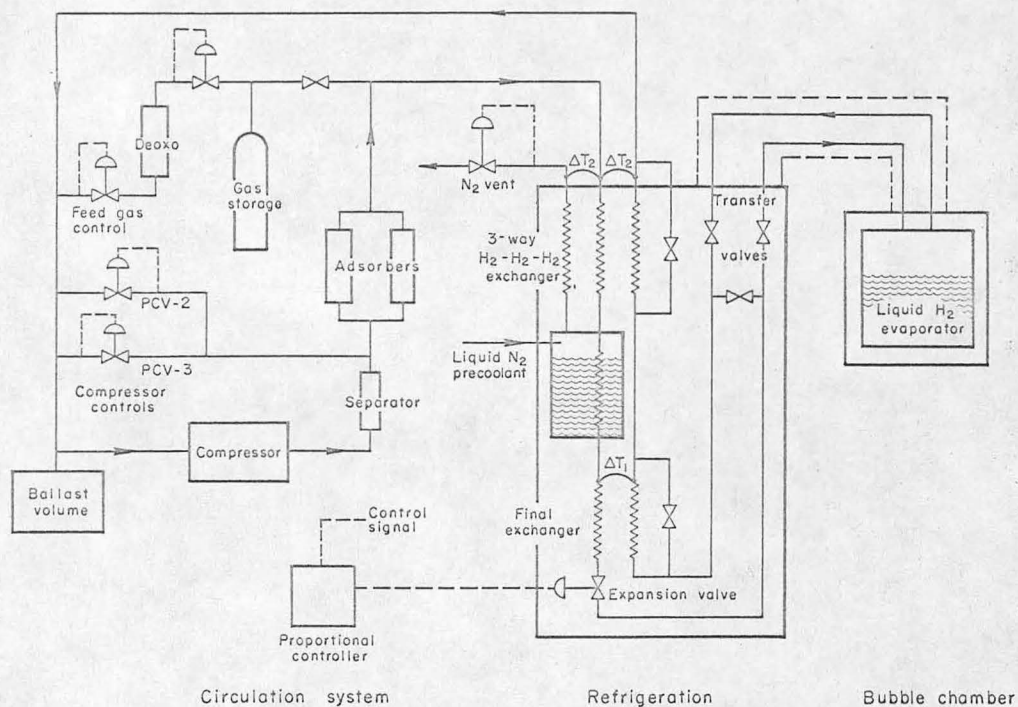 Deoxo
Feed gas
control
Gas
storage
N₂ vent
ΔT₂
ΔT₂
Transfer
valves
3-way
H₂-H₂-H₂
exchanger
Adsorbers
Liquid H₂
evaporator
PCV-2
PCV-3
Compressor
controls
Liquid N₂
precoolant
Separator
Compressor
Ballast
volume
ΔT₁
Control
signal
Final
exchanger
Expansion valve
Proportional
controller
Circulation system
Refrigeration
Bubble chamber